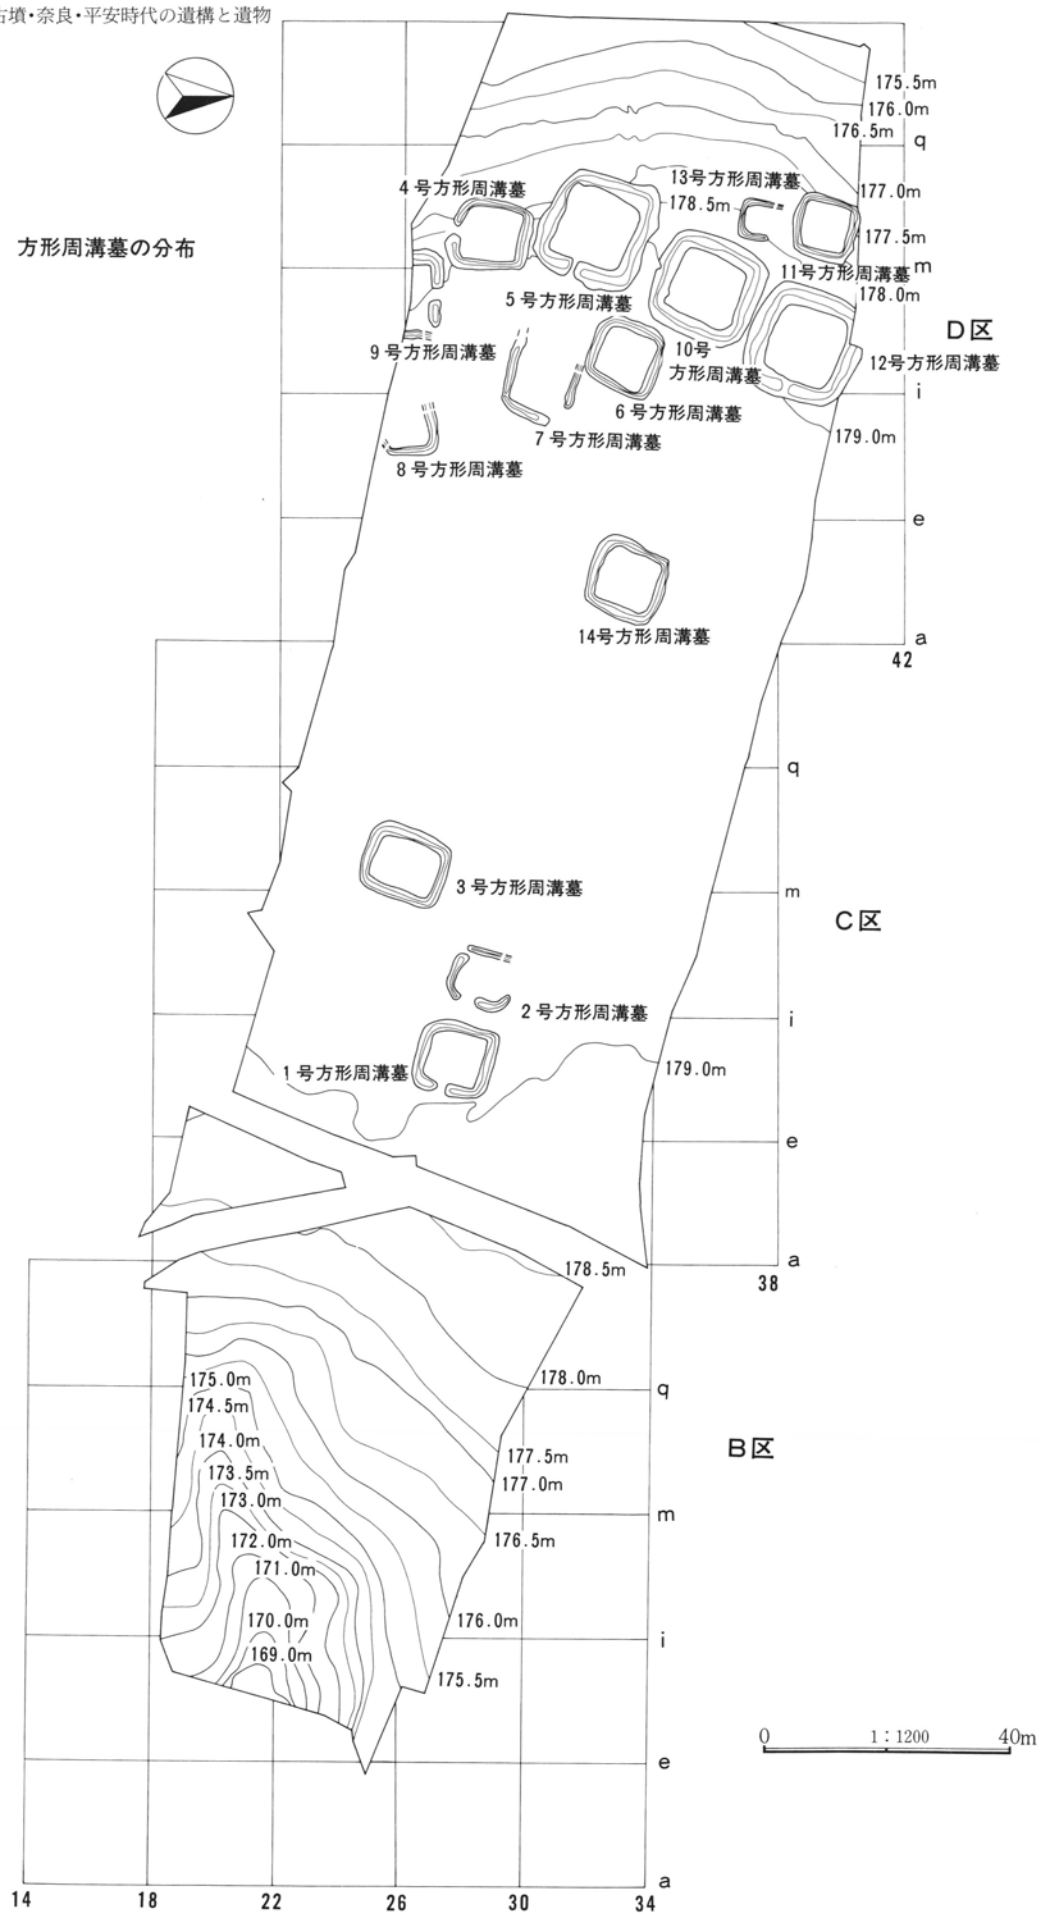 古墳・奈良・平安時代の遺構と遺物
方形周溝墓の分布
175.5m
176.0m
176.5m
q
13号方形周溝墓
4号方形周溝墓
177.0m
178.5m
177.5m
11号方形周溝墓
m
5号方形周溝墓
178.0m
D区
9号方形周溝墓
10号
方形周溝墓
12号方形周溝墓
i
6号方形周溝墓
7号方形周溝墓
179.0m
8号方形周溝墓
e
14号方形周溝墓
a
42
q
3号方形周溝墓
m
C区
2号方形周溝墓
i
1号方形周溝墓
179.0m
e
a
178.5m
38
175.0m
178.0m
q
174.5m
174.0m
B区
177.5m
173.5m
177.0m
173.0m
m
172.0m
176.5m
171.0m
170.0m
176.0m
i
169.0m
175.5m
0 1：1200 40m
e
a
14 18 22 26 30 34